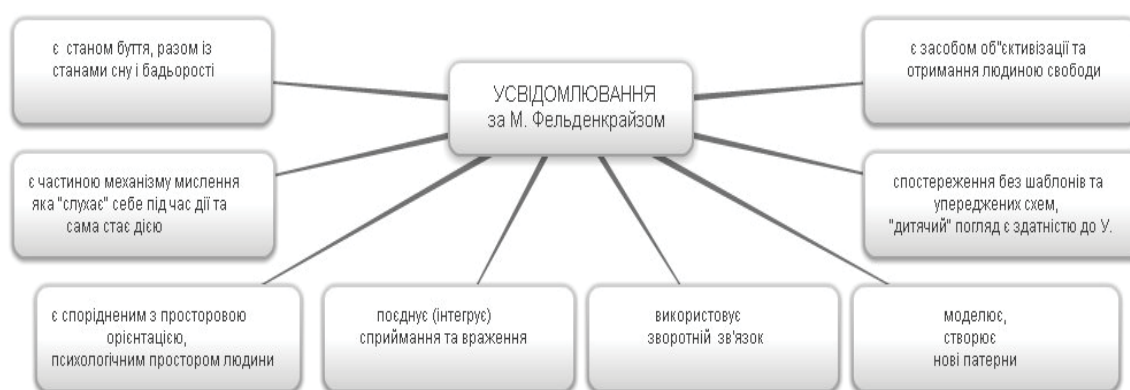 є станом буття, разом із
станами сну і бадьорості
УСВІДОМЛЮВАННЯ
за М. Фельденкрайзом
є засобом об"єктивізації та
отримання людиною свободи
є частиною механізму мислення
яка "слухає" себе під час дії та
сама стає дією
спостереження без шаблонів та
упереджених схем,
"дитячий" погляд є здатністю до У.
є спорідненим з просторовою
орієнтацією,
психологічним простором людини
поєднує (інтегрує)
сприймання та враження
використовує
зворотній зв'язок
моделює,
створює
нові патерни